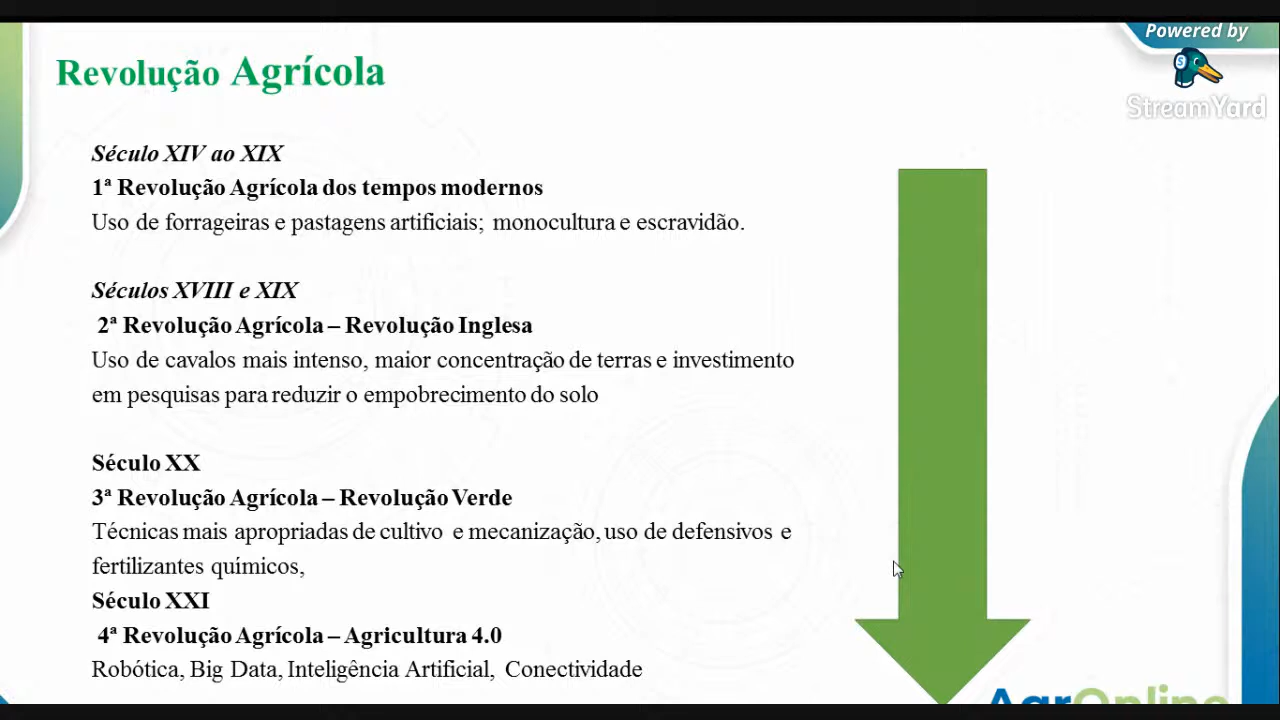 Powered by
StreamYard
Revolução Agrícola
Século XIV ao XIX
1ª Revolução Agrícola dos tempos modernos
Uso de forrageiras e pastagens artificiais; monocultura e escravidão.
Séculos XVIII e XIX
2ª Revolução Agrícola – Revolução Inglesa
Uso de cavalos mais intenso, maior concentração de terras e investimento
em pesquisas para reduzir o empobrecimento do solo
Século XX
3ª Revolução Agrícola – Revolução Verde
Técnicas mais apropriadas de cultivo e mecanização, uso de defensivos e
fertilizantes químicos,
Século XXI
4ª Revolução Agrícola – Agricultura 4.0
Robótica, Big Data, Inteligência Artificial, Conectividade
AgrOnline